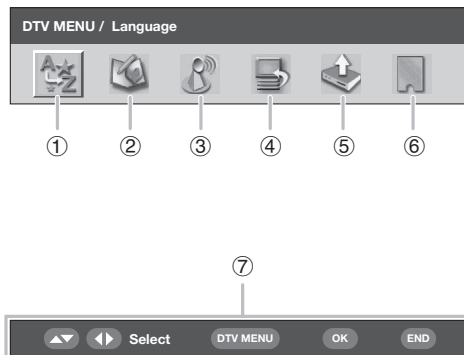 DTV MENU / Language
A Z
① ② ③ ④ ⑤ ⑥
⑦
Select DTV MENU OK END